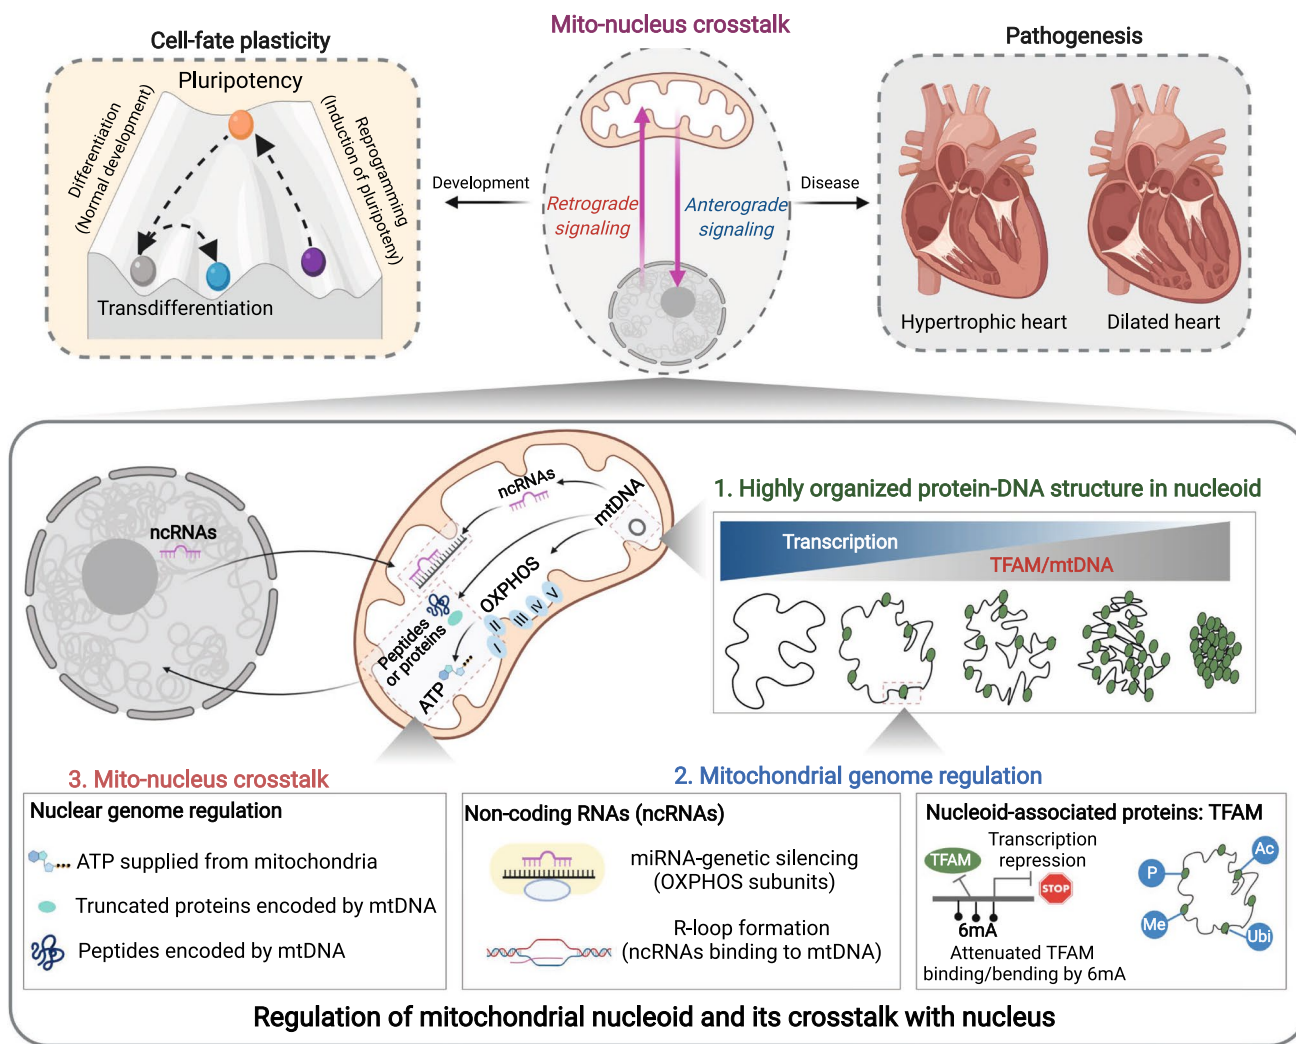 Mito-nucleus crosstalk
Cell-fate plasticity
Pathogenesis
Pluripotency
Differentiation
(Normal development)
Reprogramming
(Induction of pluripoteny)
Transdifferentiation
Development
Retrograde
signaling
Anterograde
signaling
Disease
Hypertrophic heart
Dilated heart
ncRNAs
ncRNAs
mtDNA
OXPHOS
I
II
III
IV
V
Peptides
or proteins
ATP
1. Highly organized protein-DNA structure in nucleoid
Transcription
TFAM/mtDNA
3. Mito-nucleus crosstalk
Nuclear genome regulation
ATP supplied from mitochondria
Truncated proteins encoded by mtDNA
Peptides encoded by mtDNA
2. Mitochondrial genome regulation
Non-coding RNAs (ncRNAs)
miRNA-genetic silencing
(OXPHOS subunits)
R-loop formation
(ncRNAs binding to mtDNA)
Nucleoid-associated proteins: TFAM
TFAM
Transcription
repression
STOP
6mA
Attenuated TFAM
binding/bending by 6mA
P
Ac
Me
Ubi
Regulation of mitochondrial nucleoid and its crosstalk with nucleus